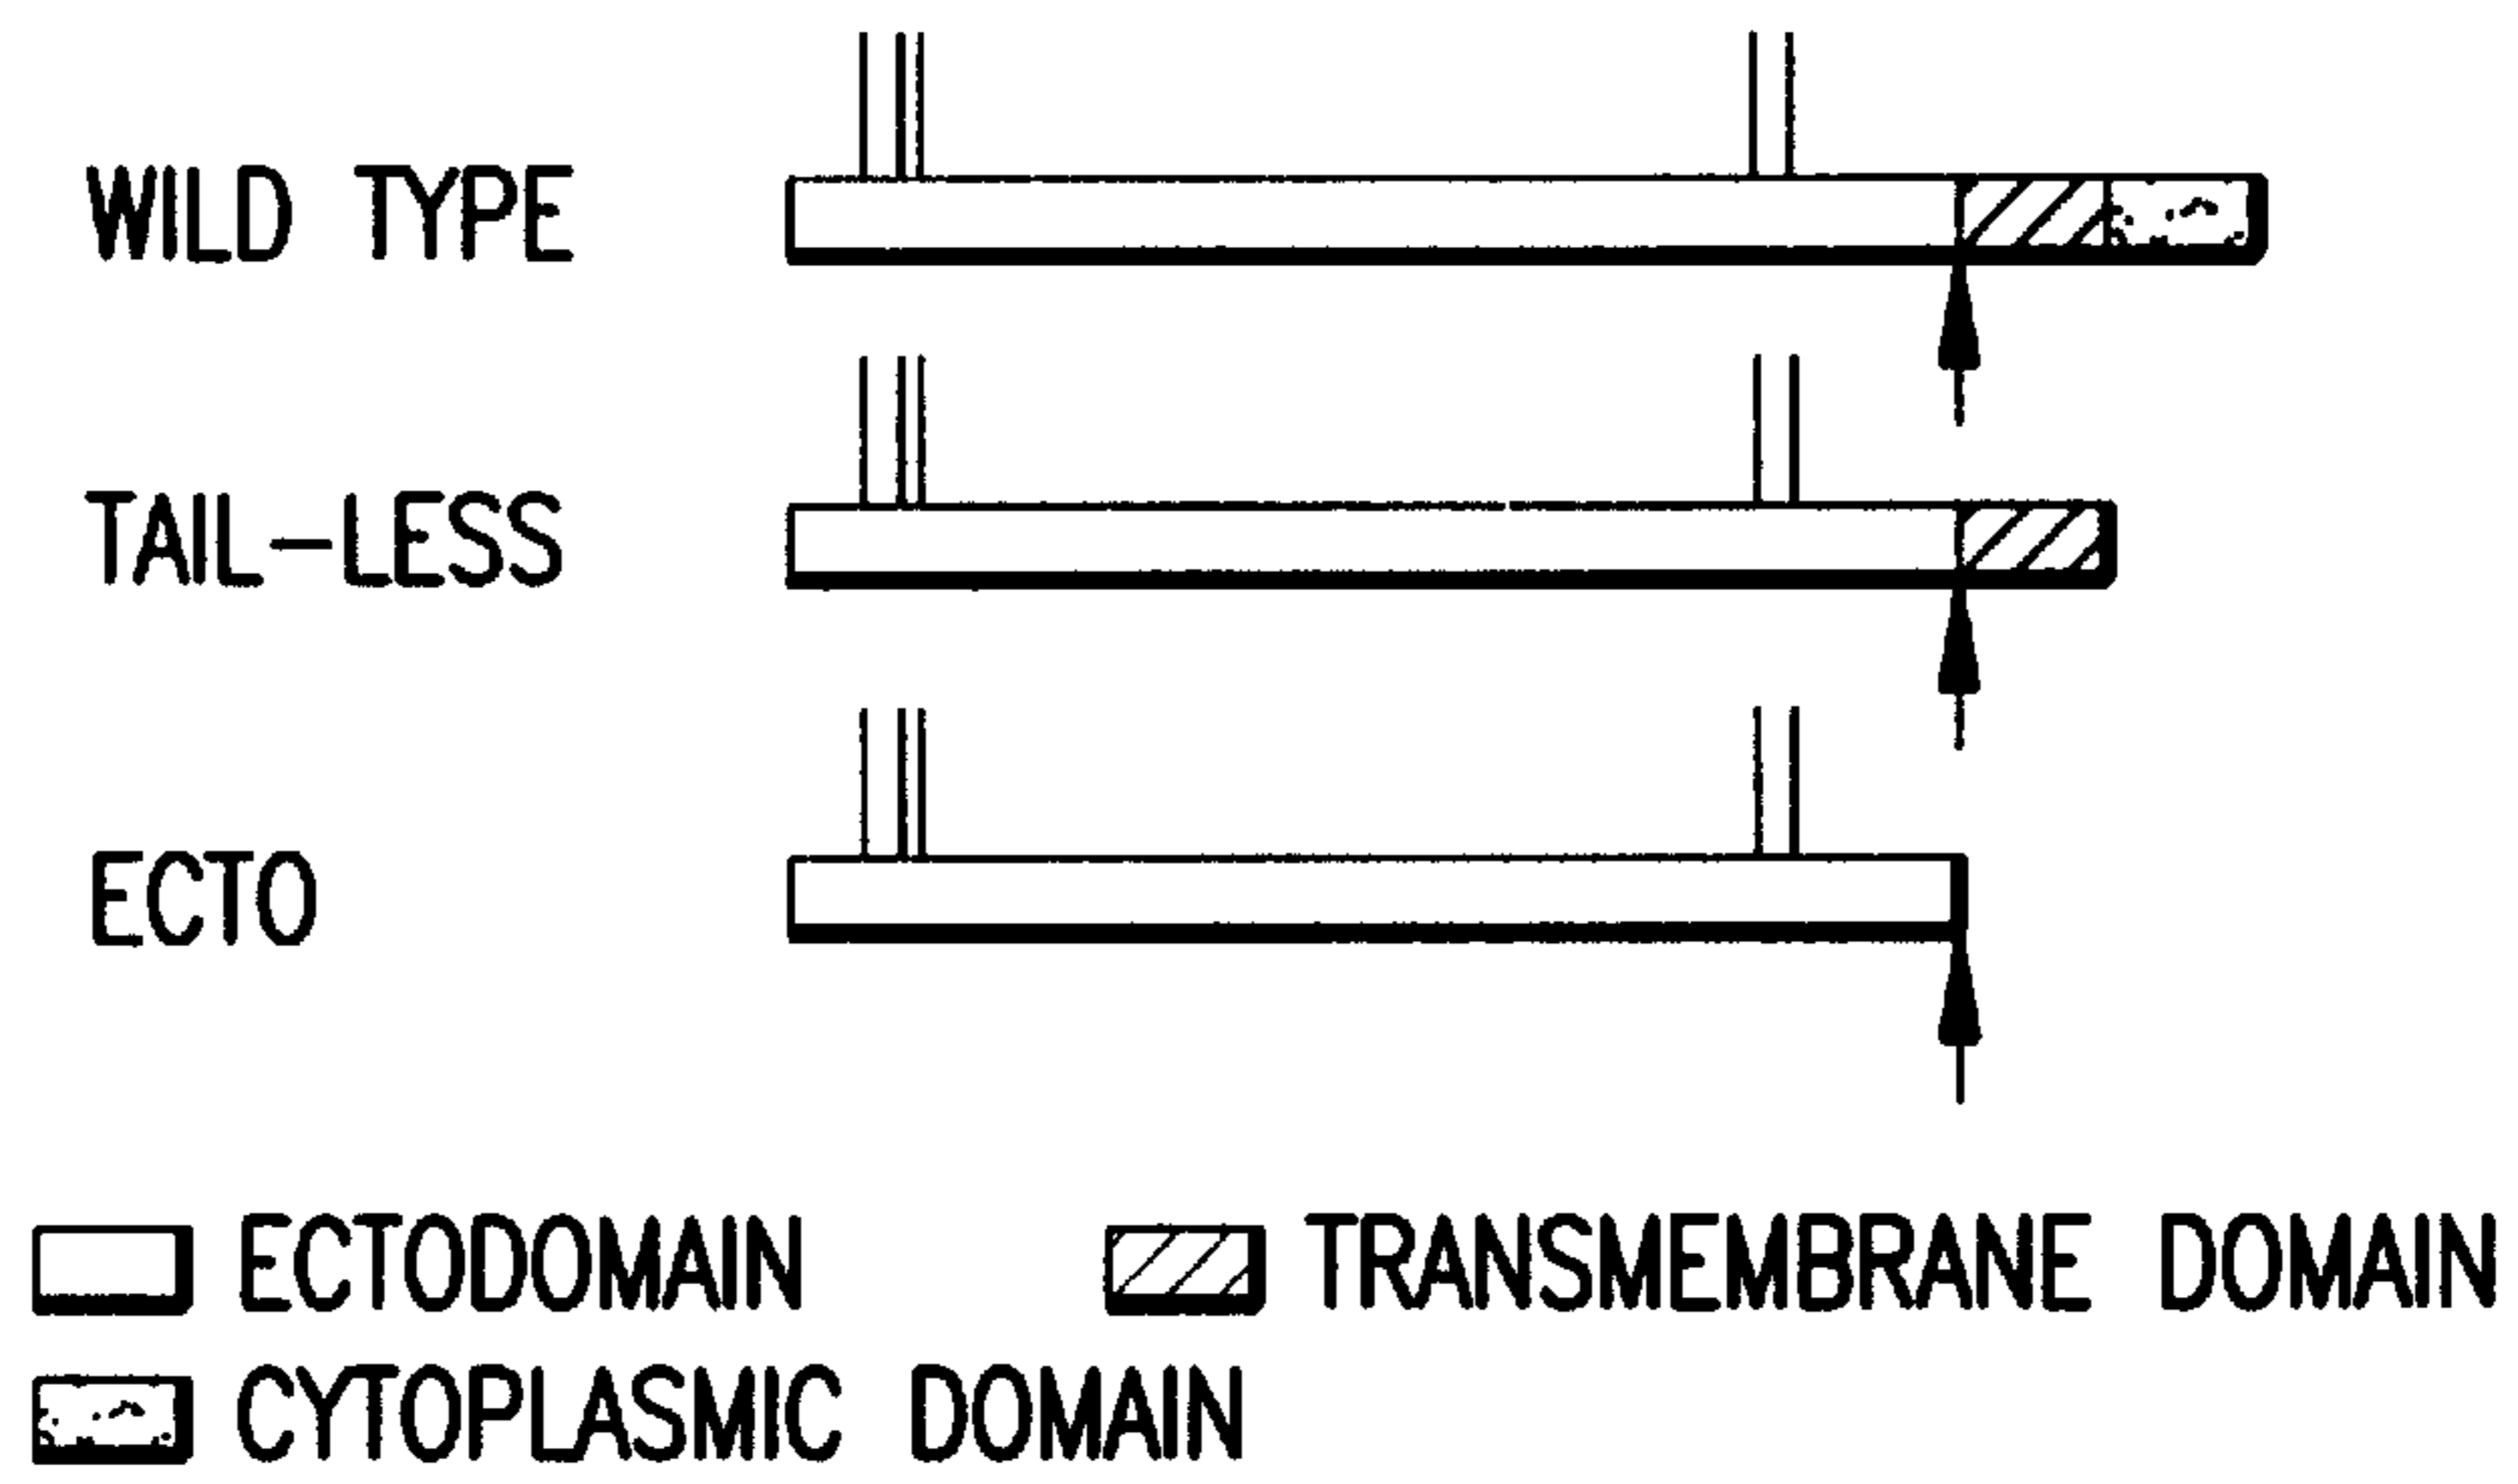 WILD TYPE
TAIL-LESS
ECTO
ECTODOMAIN
TRANSMEMBRANE DOMAIN
CYTOPLASMIC DOMAIN